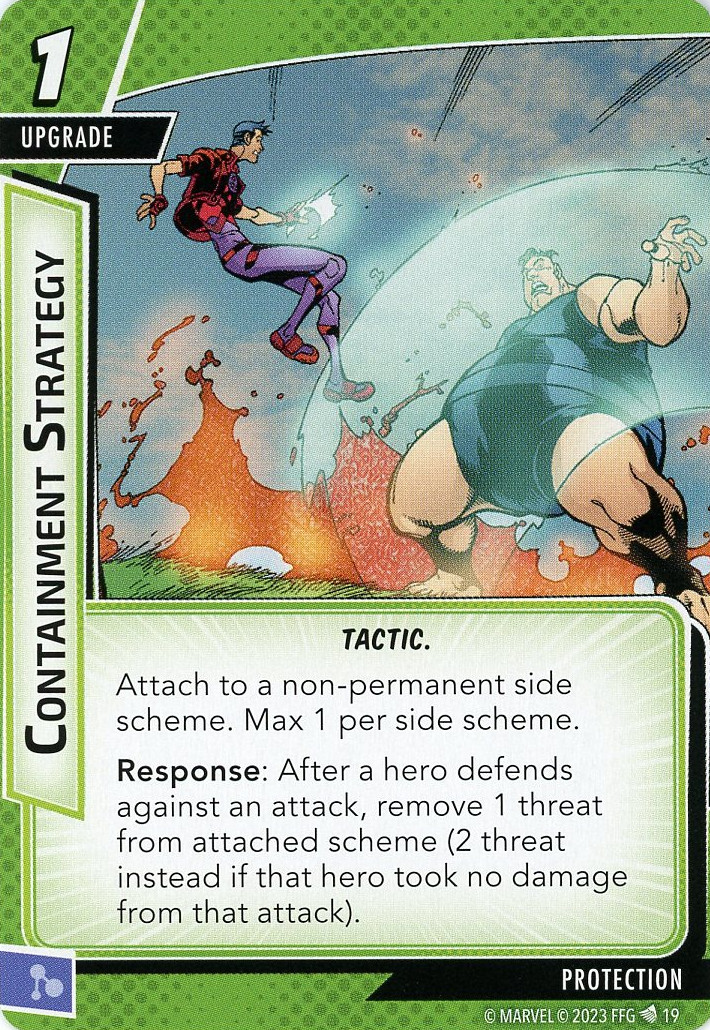 1
UPGRADE
CONTAINMENT STRATEGY
TACTIC.
Attach to a non-permanent side
scheme. Max 1 per side scheme.
Response: After a hero defends
against an attack, remove 1 threat
from attached scheme (2 threat
instead if that hero took no damage
from that attack).
PROTECTION
© MARVEL © 2023 FFG 19